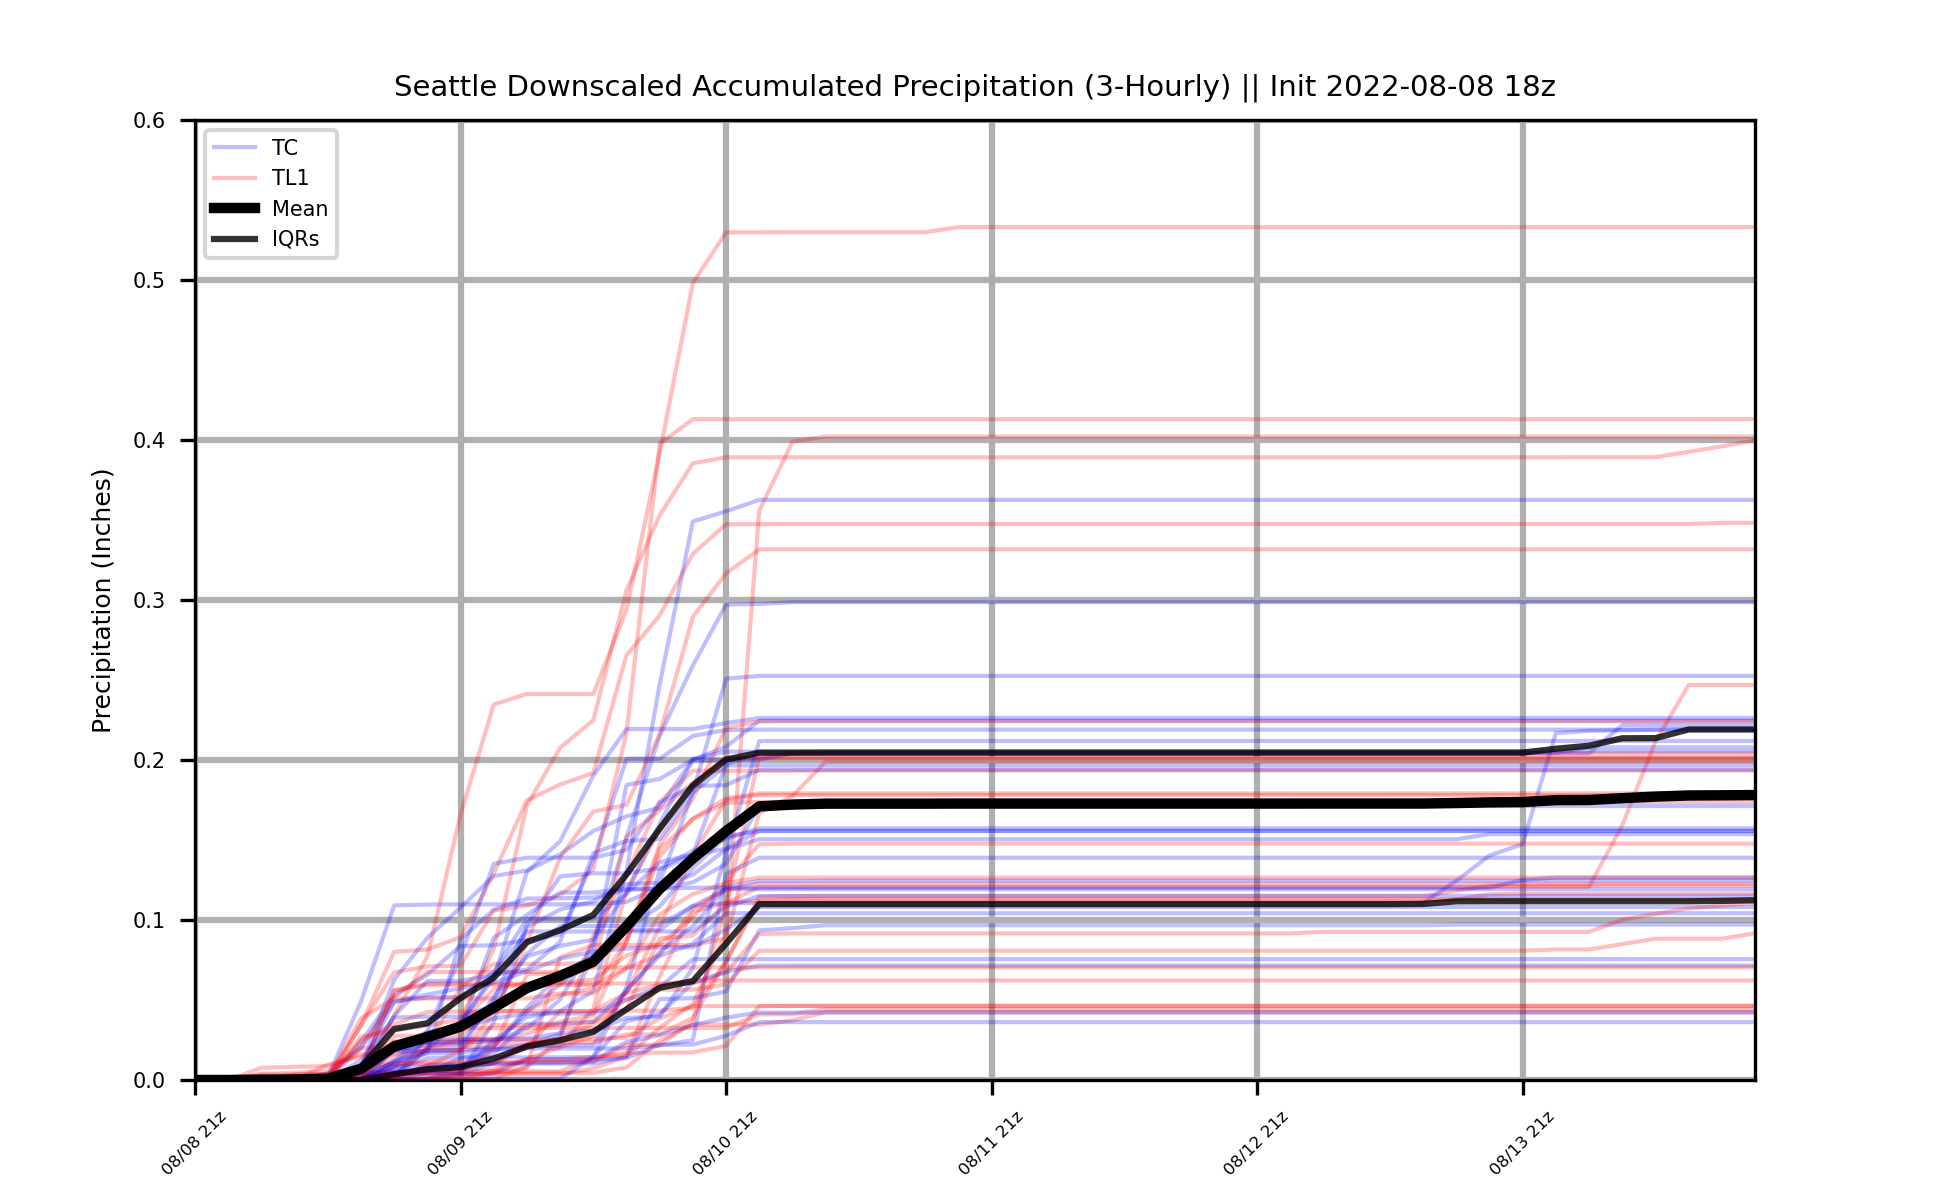 Seattle Downscaled Accumulated Precipitation (3-Hourly) || Init 2022-08-08 18z
TC
TL1
Mean
IQRs
Precipitation (Inches)
0.6
0.5
0.4
0.3
0.2
0.1
0.0
08/08 21z
08/09 21z
08/10 21z
08/11 21z
08/12 21z
08/13 21z